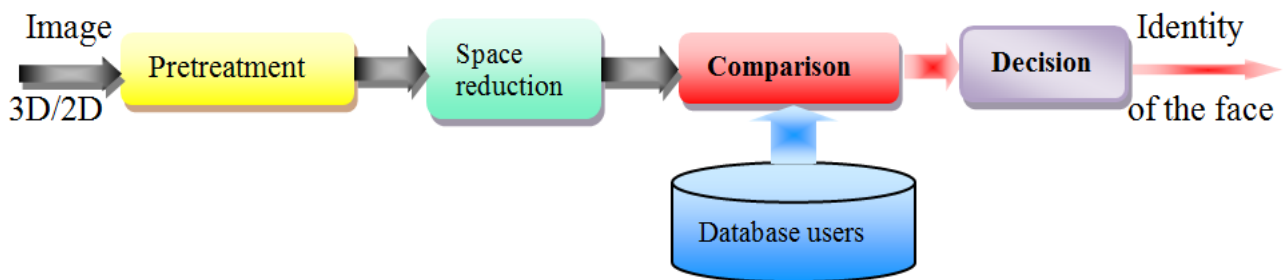 Image
3D/2D
Pretreatment
Space
reduction
Comparison
Decision
Identity
of the face
Database users